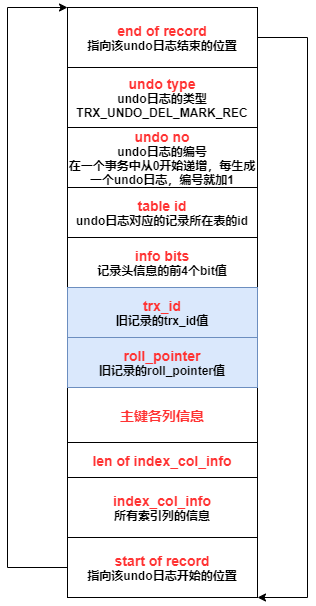 end of record
指向该undo日志结束的位置
undo type
undo日志的类型
TRX_UNDO_DEL_MARK_REC
undo no
undo日志的编号
在一个事务中从0开始递增，每生成
一个undo日志，编号就加1
table id
undo日志对应的记录所在表的id
info bits
记录头信息的前4个bit值
trx_id
旧记录的trx_id值
roll_pointer
旧记录的roll_pointer值
主键各列信息
len of index_col_info
index_col_info
所有索引列的信息
start of record
指向该undo日志开始的位置